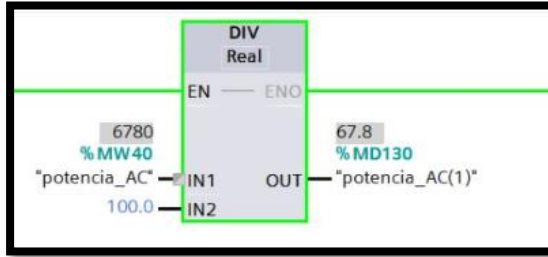 DIV
Real
EN ENO
6780 67.8
%MW40 %MD130
"potencia_AC" IN1 OUT "potencia_AC(1)"
100.0 IN2